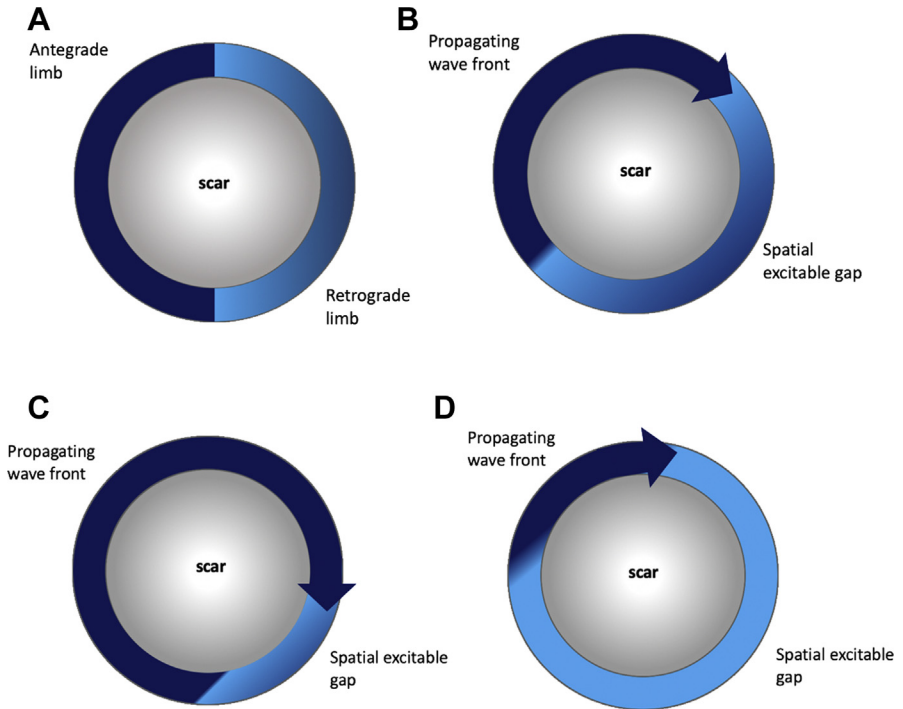 A
Antegrade
limb
scar
Retrograde
limb
B
Propagating
wave front
scar
Spatial
excitable gap
C
Propagating
wave front
scar
Spatial excitable
gap
D
Propagating
wave front
scar
Spatial excitable
gap